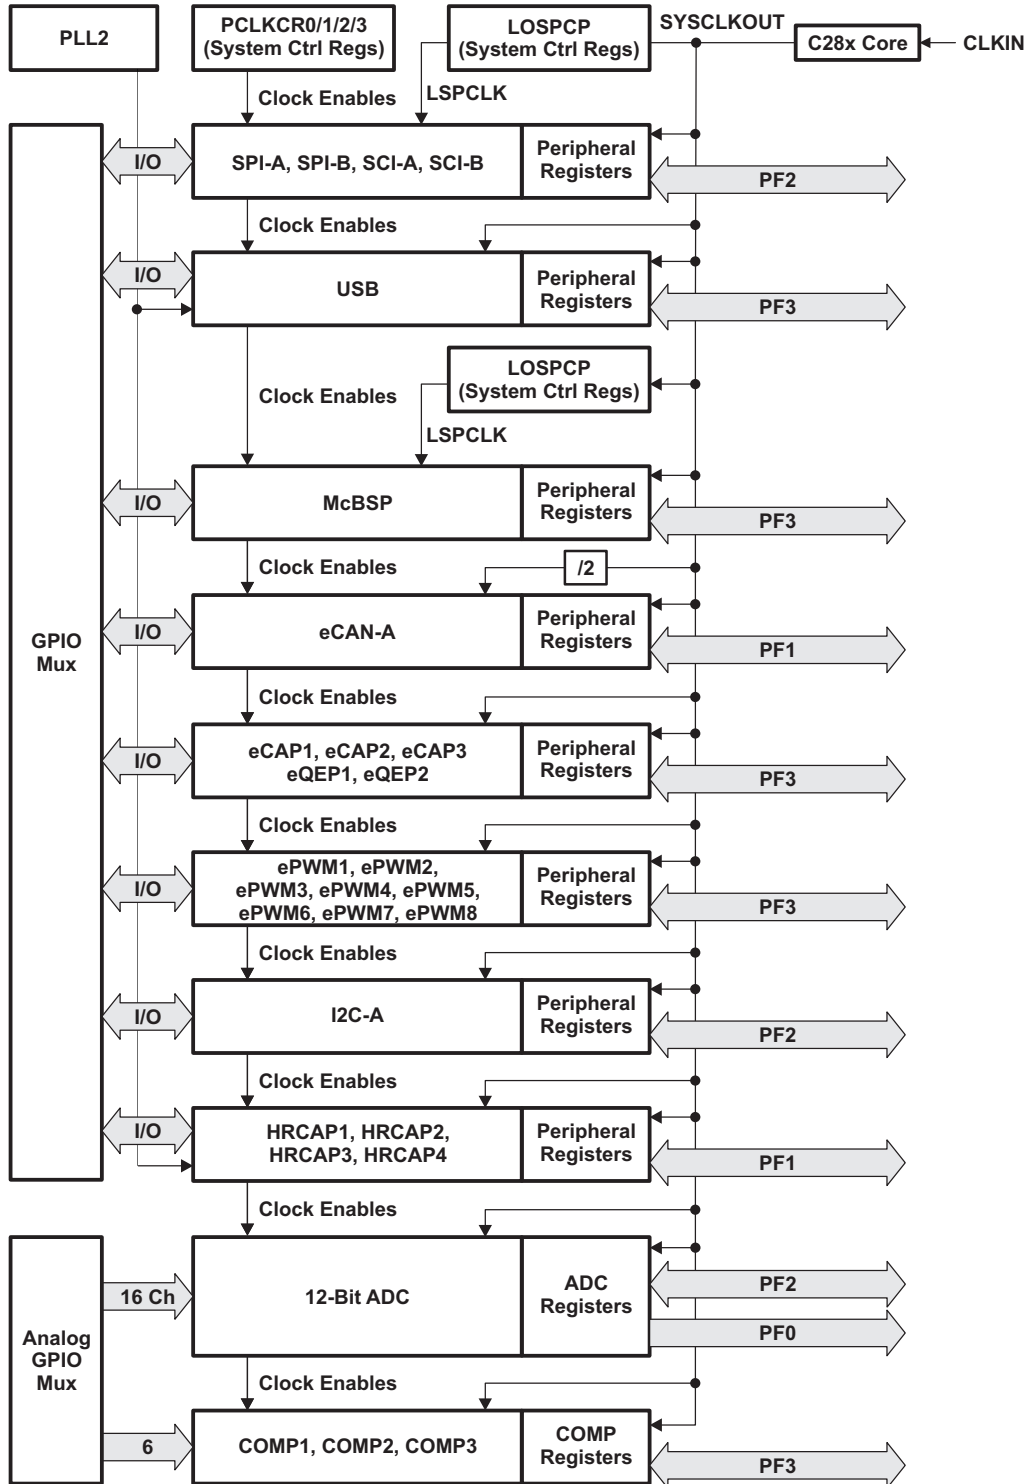 PLL2
PCLKCR0/1/2/3
(System Ctrl Regs)
LOSPCP
(System Ctrl Regs)
SYSCLKOUT
C28x Core
CLKIN
Clock Enables
LSPCLK
I/O
SPI-A, SPI-B, SCI-A, SCI-B
Peripheral
Registers
PF2
Clock Enables
I/O
USB
Peripheral
Registers
PF3
LOSPCP
(System Ctrl Regs)
Clock Enables
LSPCLK
I/O
McBSP
Peripheral
Registers
PF3
Clock Enables
/2
GPIO
Mux
I/O
eCAN-A
Peripheral
Registers
PF1
Clock Enables
I/O
eCAP1, eCAP2, eCAP3
eQEP1, eQEP2
Peripheral
Registers
PF3
Clock Enables
I/O
ePWM1, ePWM2,
ePWM3, ePWM4, ePWM5,
ePWM6, ePWM7, ePWM8
Peripheral
Registers
PF3
Clock Enables
I/O
I2C-A
Peripheral
Registers
PF2
Clock Enables
I/O
HRCAP1, HRCAP2,
HRCAP3, HRCAP4
Peripheral
Registers
PF1
Clock Enables
Analog
GPIO
Mux
16 Ch
12-Bit ADC
ADC
Registers
PF2
PF0
Clock Enables
6
COMP1, COMP2, COMP3
COMP
Registers
PF3